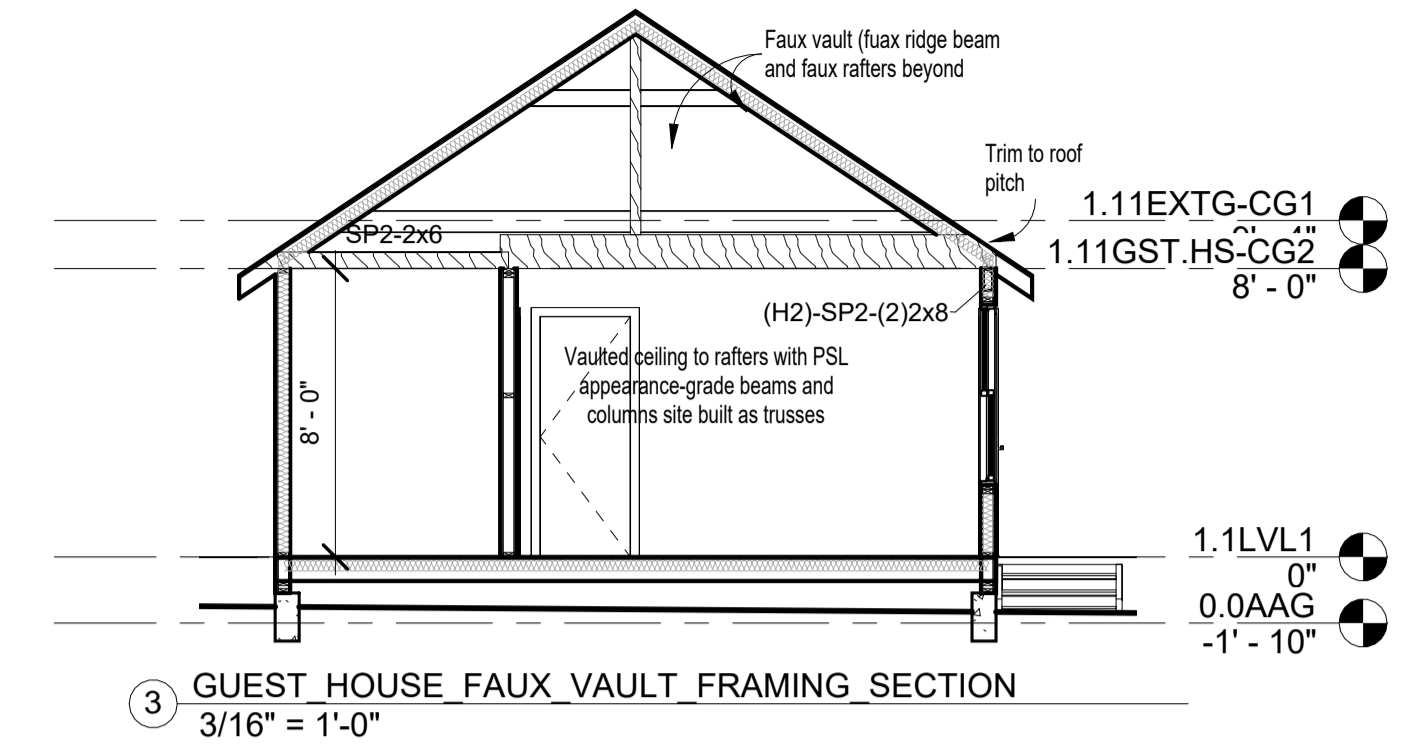 Faux vault (fuax ridge beam
and faux rafters beyond
Trim to roof
pitch
1.11EXTG-CG1
SP2-2x6
1.11GST.HS-CG2
8' - 0"
(H2)-SP2-(2)2x8
Vaulted ceiling to rafters with PSL
appearance-grade beams and
columns site built as trusses
8' - 0"
1.1LVL1
0"
0.0AAG
-1' - 10"
3
GUEST_HOUSE_FAUX_VAULT_FRAMING_SECTION
3/16" = 1'-0"